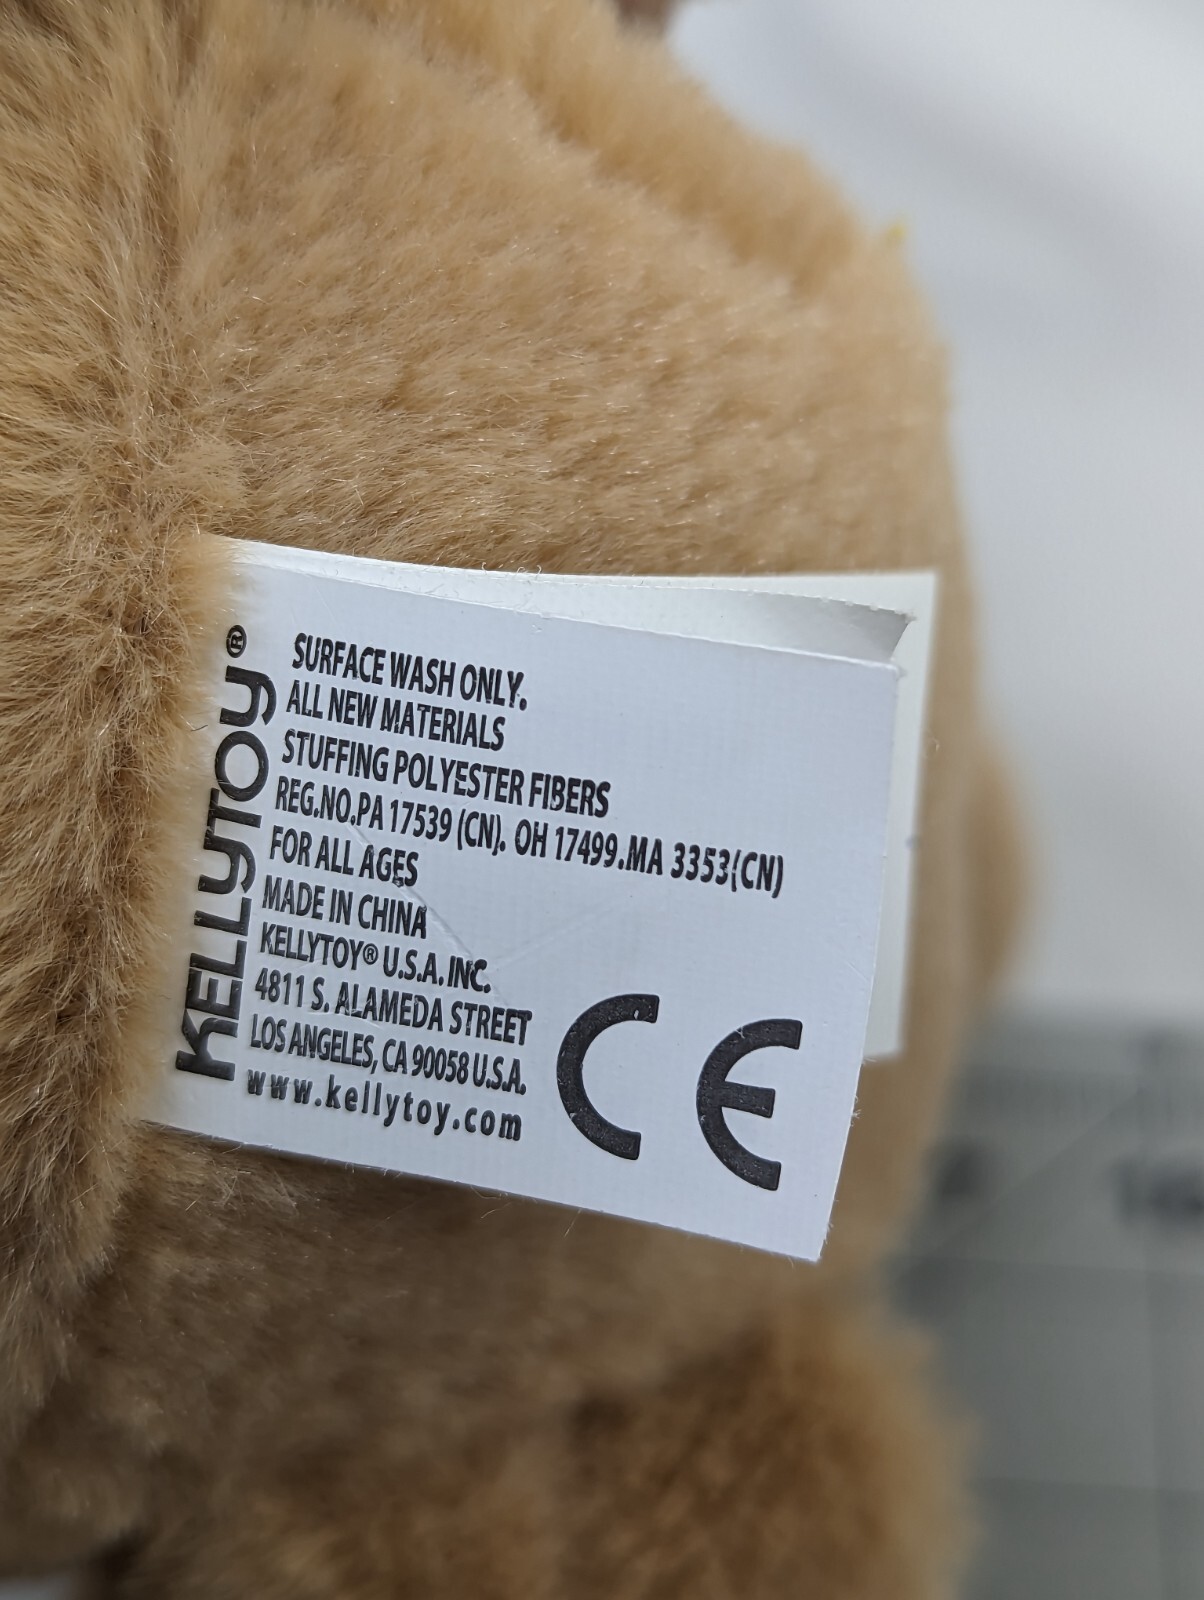 KELLYTOY®
SURFACE WASH ONLY.
ALL NEW MATERIALS
STUFFING POLYESTER FIBERS
REG.NO.PA 17539 (CN). OH 17499.MA 3353(CN)
FOR ALL AGES
MADE IN CHINA
KELLYTOY® U.S.A. INC.
4811 S. ALAMEDA STREET
LOS ANGELES, CA 90058 U.S.A.
www.kellytoy.com
CE